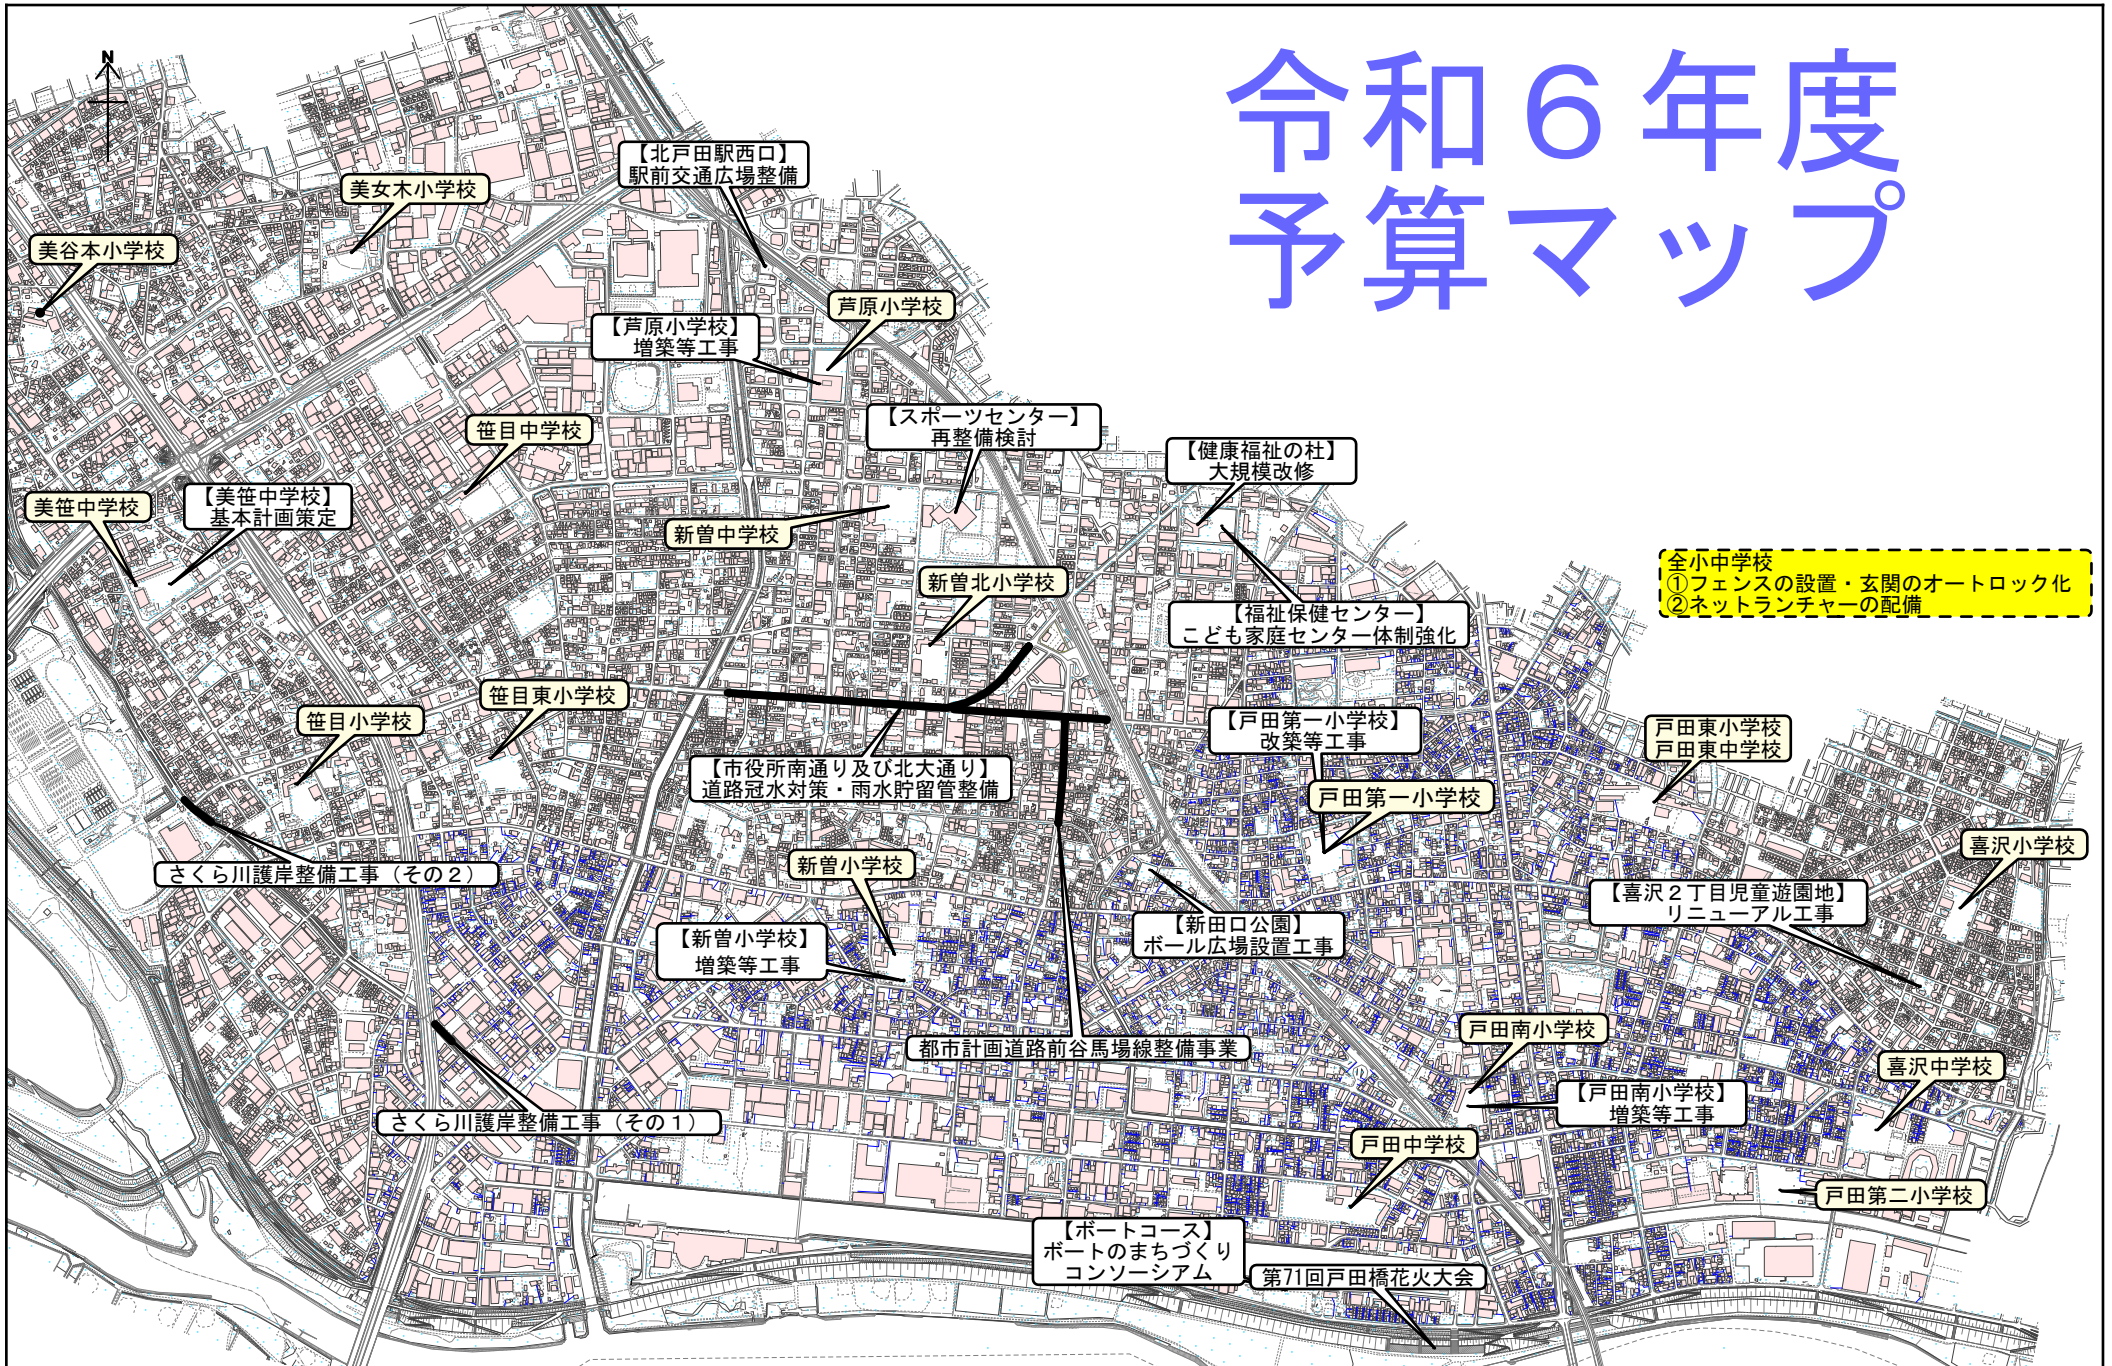 令和６年度
予算マップ
N
【北戸田駅西口】
駅前交通広場整備
美女木小学校
美谷本小学校
芦原小学校
【芦原小学校】
増築等工事
【スポーツセンター】
再整備検討
笹目中学校
【健康福祉の杜】
大規模改修
美笹中学校
【美笹中学校】
基本計画策定
新曽中学校
全小中学校
①フェンスの設置・玄関のオートロック化
②ネットランチャーの配備
新曽北小学校
【福祉保健センター】
こども家庭センター体制強化
笹目東小学校
笹目小学校
【戸田第一小学校】
改築等工事
戸田東小学校
戸田東中学校
【市役所南通り及び北大通り】
道路冠水対策・雨水貯留管整備
戸田第一小学校
喜沢小学校
さくら川護岸整備工事（その２）
新曽小学校
【喜沢２丁目児童遊園地】
リニューアル工事
【新田口公園】
ボール広場設置工事
【新曽小学校】
増築等工事
戸田南小学校
都市計画道路前谷馬場線整備事業
喜沢中学校
【戸田南小学校】
増築等工事
さくら川護岸整備工事（その１）
戸田中学校
戸田第二小学校
【ボートコース】
ボートのまちづくり
コンソーシアム
第71回戸田橋花火大会